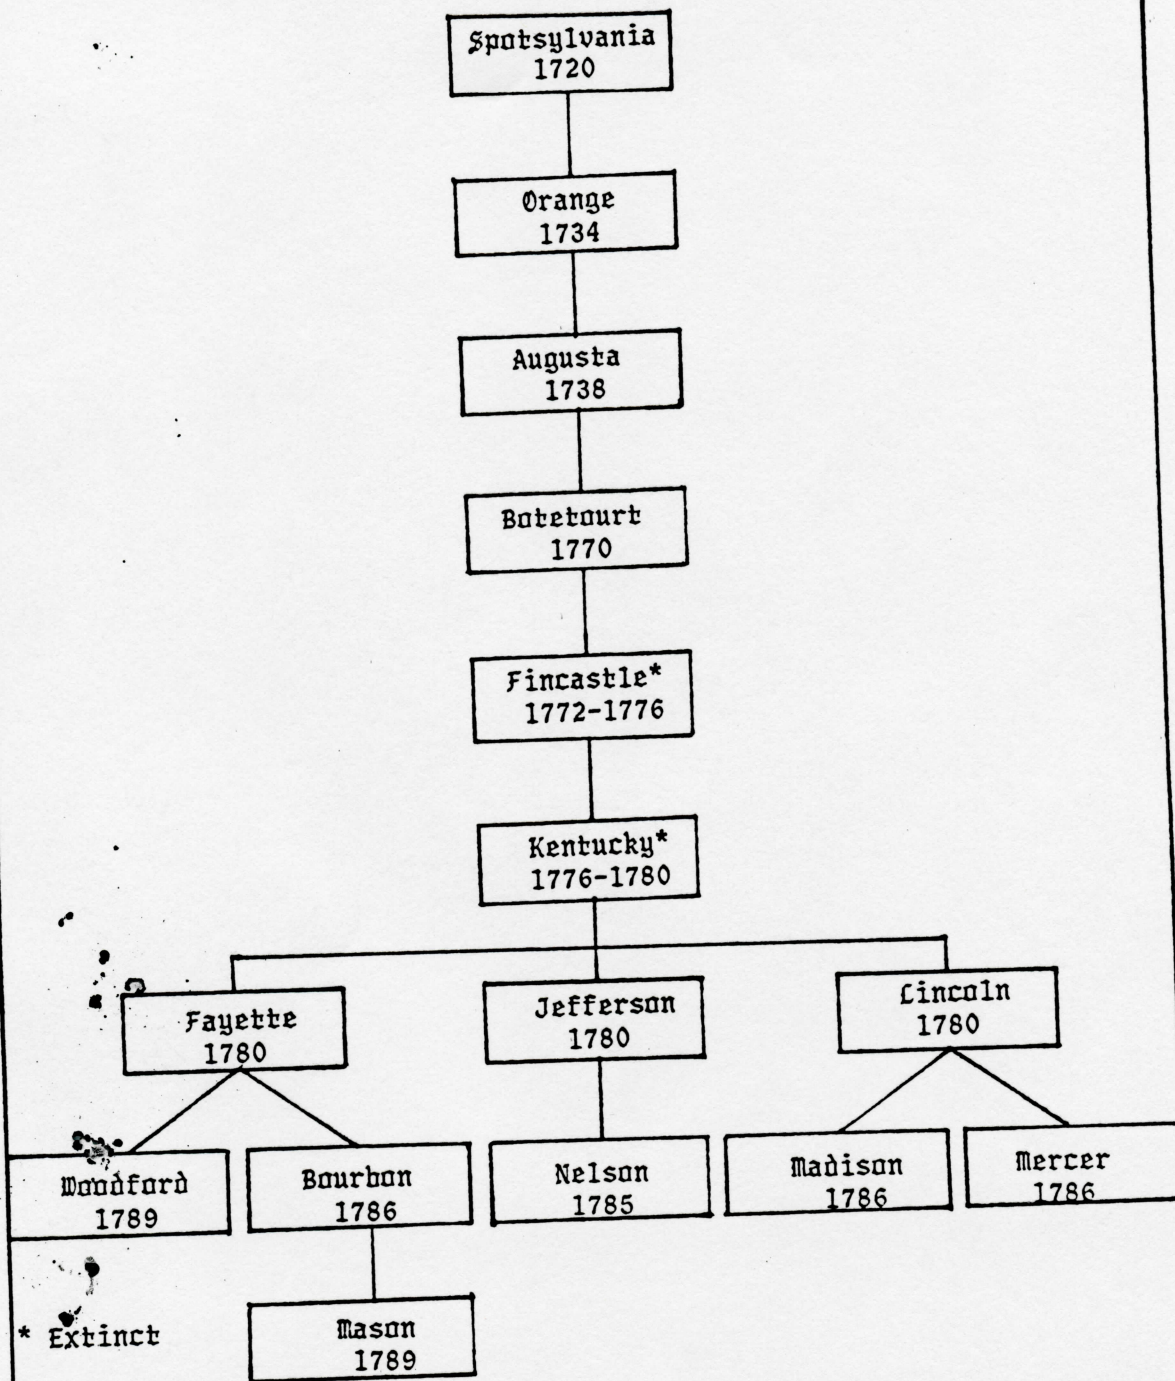 Spotsylvania
1720
Orange
1734
Augusta
1738
Botetourt
1770
Fincastle*
1772-1776
Kentucky*
1776-1780
Fayette
1780
Jefferson
1780
Lincoln
1780
Woodford
1789
Bourbon
1786
Nelson
1785
Madison
1786
Mercer
1786
Mason
1789
* Extinct